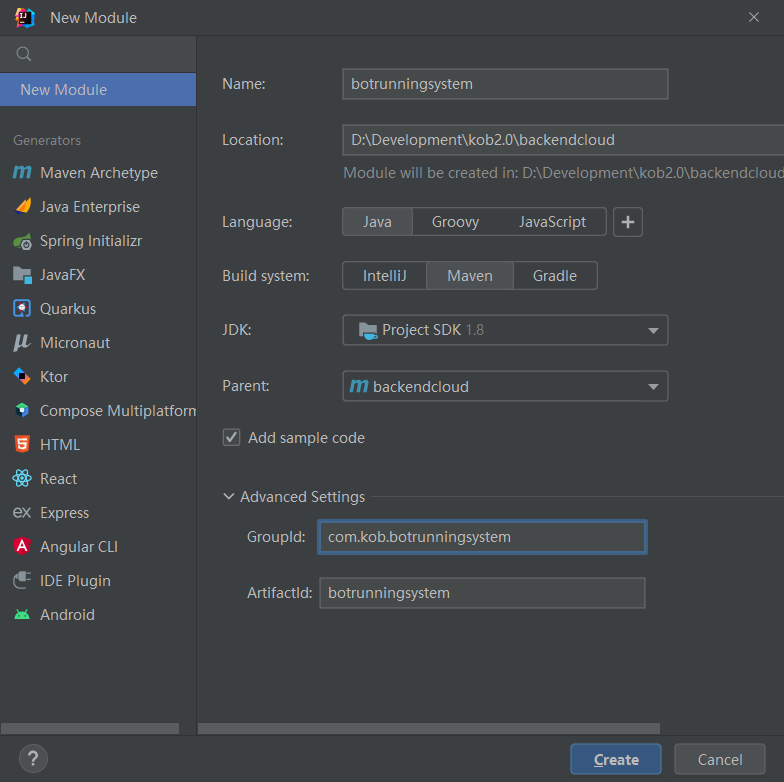 New Module
New Module
Generators
Maven Archetype
Java Enterprise
Spring Initializr
JavaFX
Quarkus
Micronaut
Ktor
Compose Multiplatform
HTML
React
Express
Angular CLI
IDE Plugin
Android
Name: botrunningsystem
Location: D:\Development\kob2.0\backendcloud
Module will be created in: D:\Development\kob2.0\backendcloud
Language: Java Groovy JavaScript +
Build system: IntelliJ Maven Gradle
JDK: Project SDK 1.8
Parent: backendcloud
Add sample code
Advanced Settings
GroupId: com.kob.botrunningsystem
ArtifactId: botrunningsystem
? Create Cancel